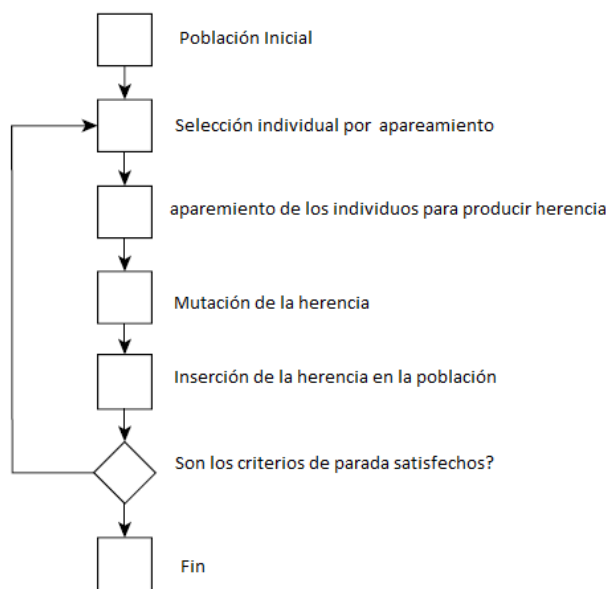 Población Inicial
Selección individual por apareamiento
aparemiento de los individuos para producir herencia
Mutación de la herencia
Inserción de la herencia en la población
Son los criterios de parada satisfechos?
Fin